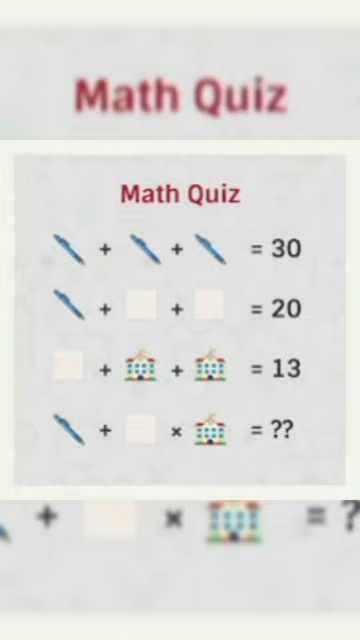 Math Quiz
Math Quiz
+ + = 30
+ + = 20
+ + = 13
+ × = ??
+ × = ?